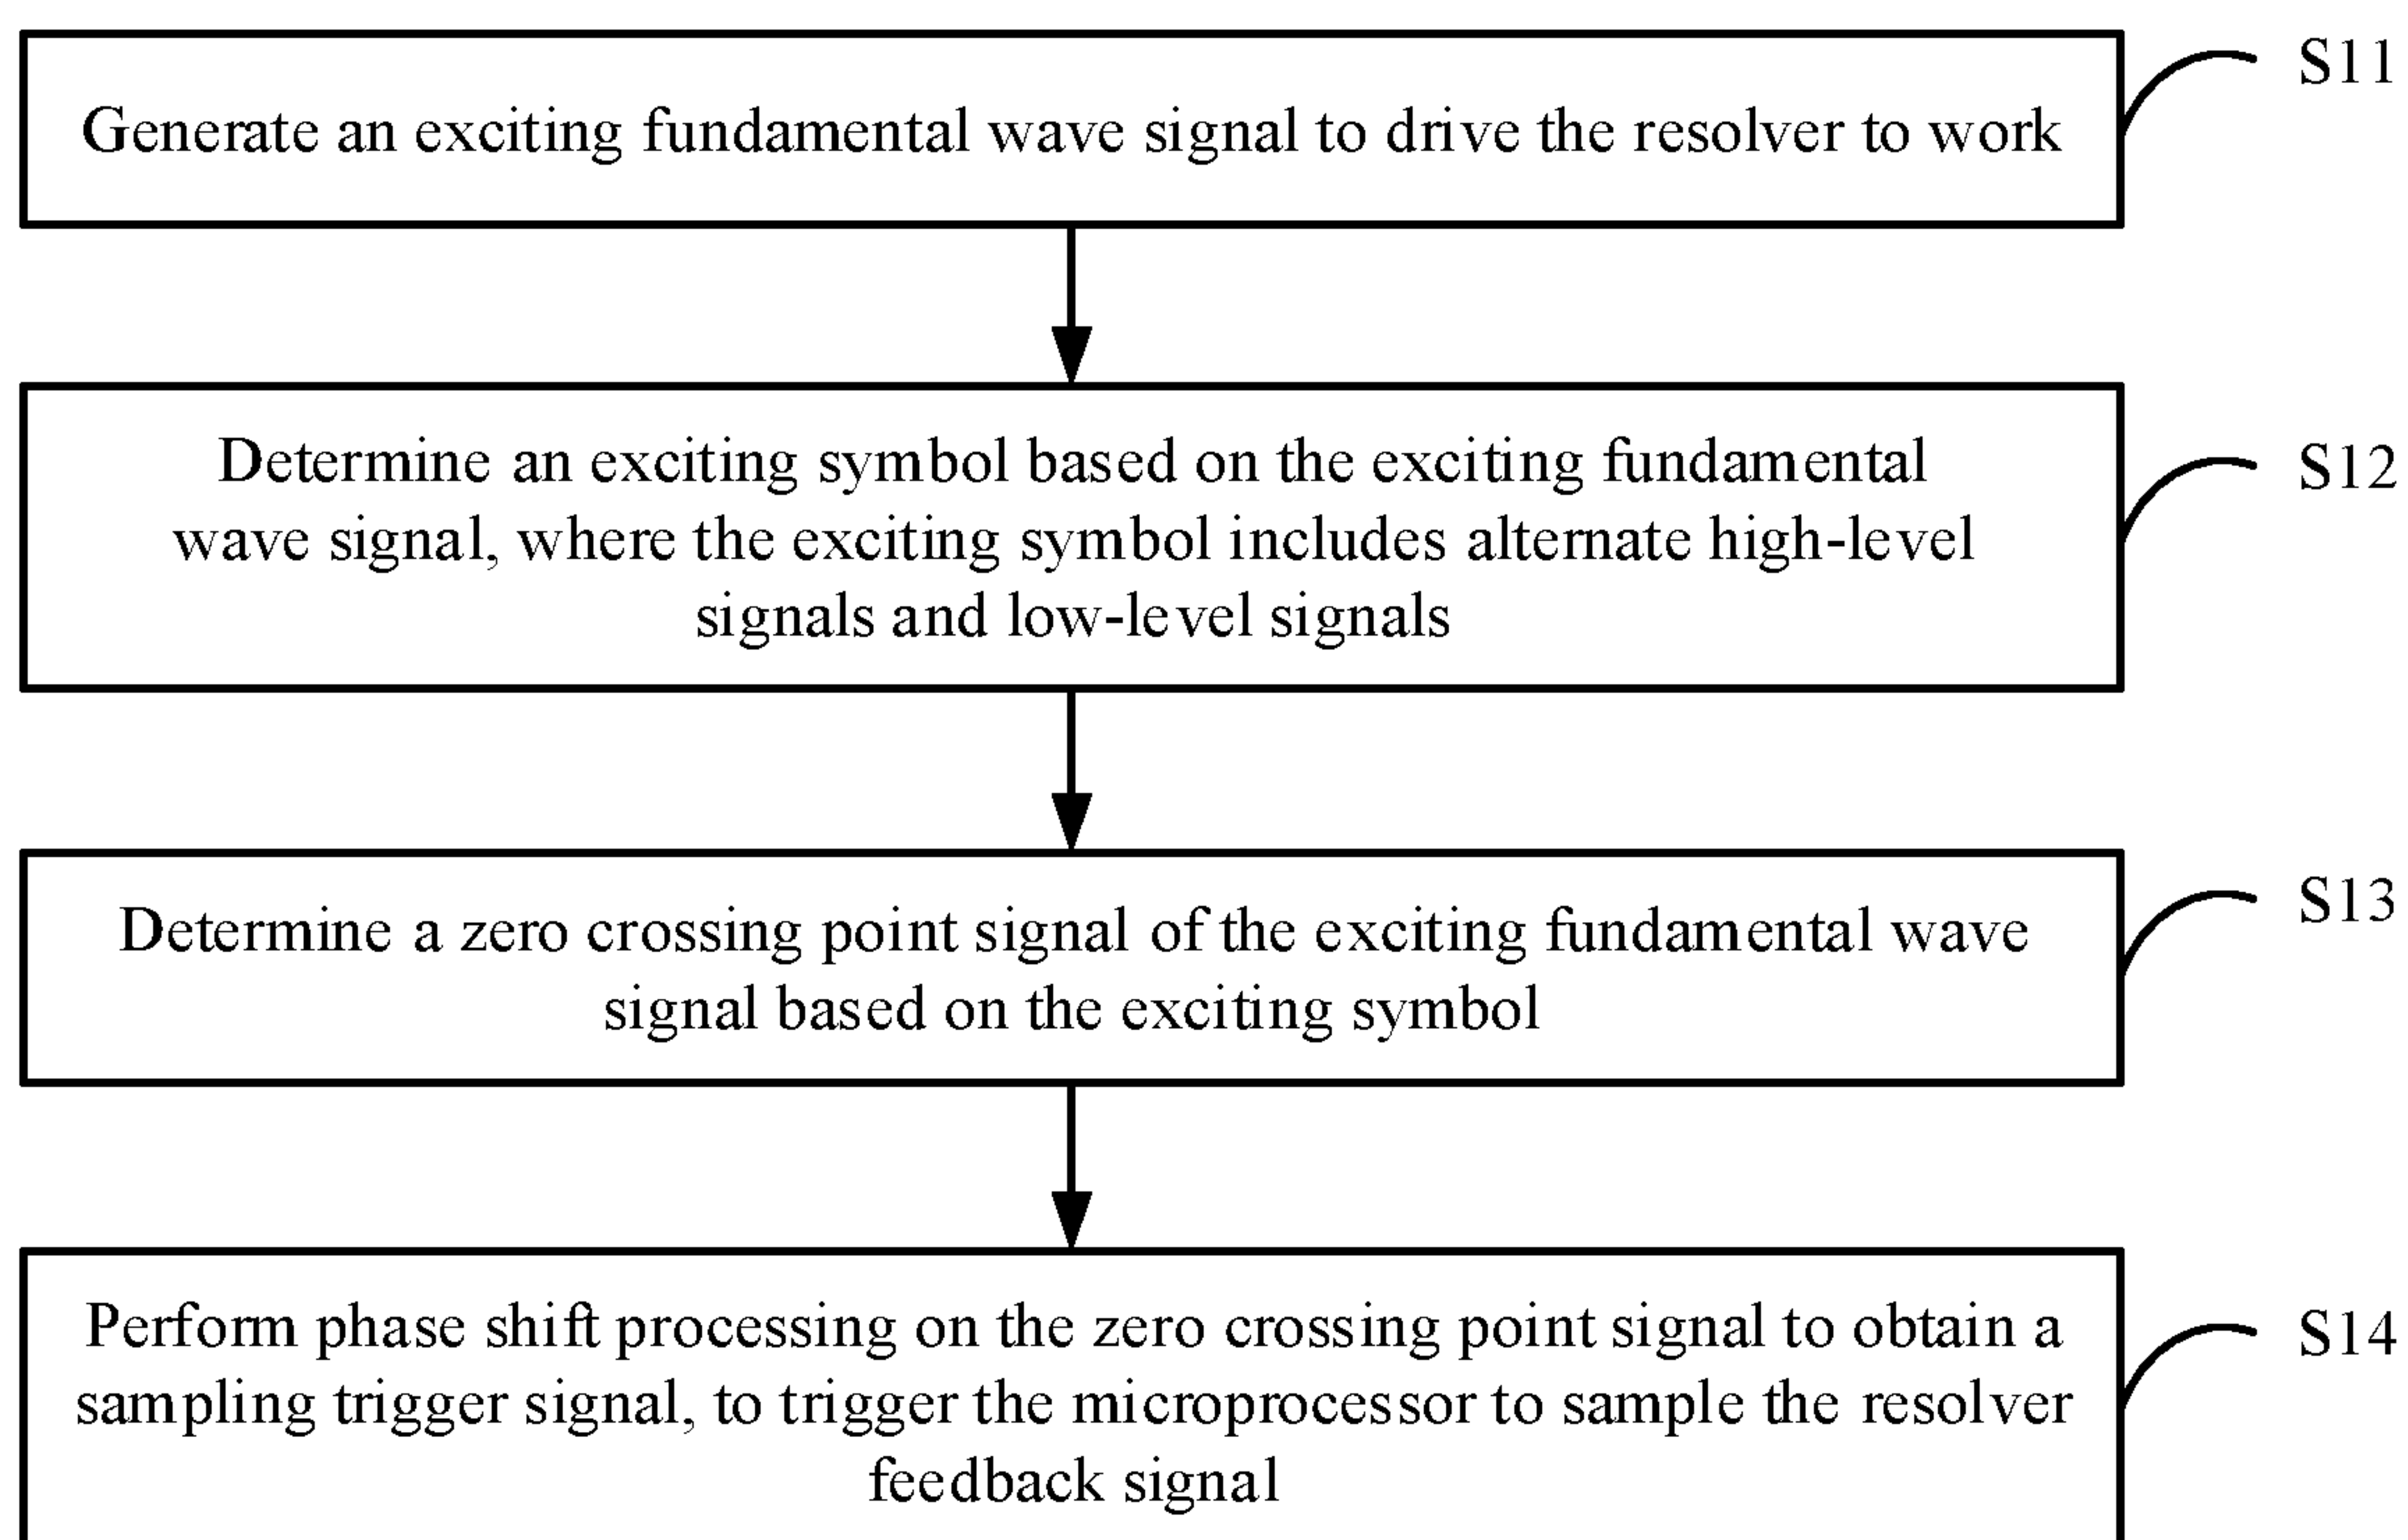 Generate an exciting fundamental wave signal to drive the resolver to work
S11
Determine an exciting symbol based on the exciting fundamental
wave signal, where the exciting symbol includes alternate high-level
signals and low-level signals
S12
Determine a zero crossing point signal of the exciting fundamental wave
signal based on the exciting symbol
S13
Perform phase shift processing on the zero crossing point signal to obtain a
sampling trigger signal, to trigger the microprocessor to sample the resolver
feedback signal
S14